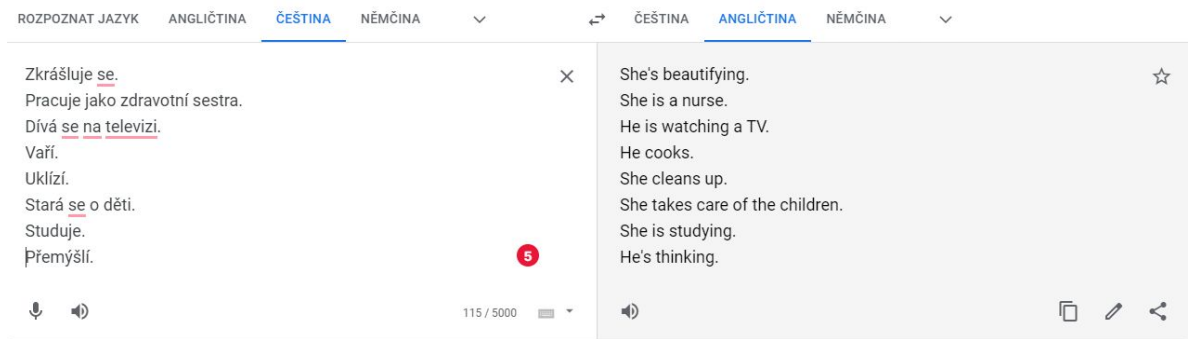 ROZPOZNAT JAZYK ANGLIČTINA ČEŠTINA NĚMČINA
ČEŠTINA ANGLIČTINA NĚMČINA
Zkrášluje se.
Pracuje jako zdravotní sestra.
Dívá se na televizi.
Vaří.
Uklízí.
Stará se o děti.
Studuje.
Přemýšlí.
5
115 / 5000
She's beautifying.
She is a nurse.
He is watching a TV.
He cooks.
She cleans up.
She takes care of the children.
She is studying.
He's thinking.